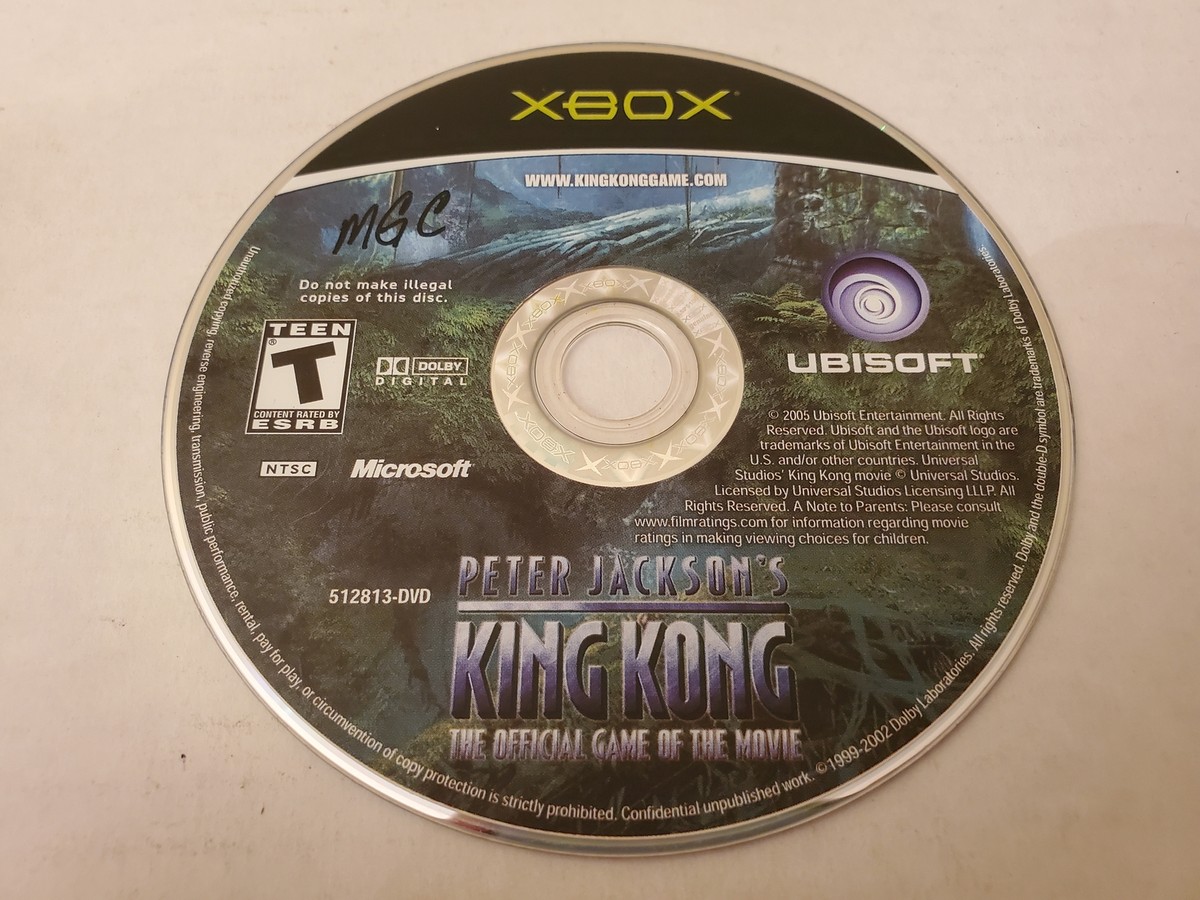 XBOX
WWW.KINGKONGGAME.COM
MGC
Do not make illegal
copies of this disc.
TEEN
T
CONTENT RATED BY
ESRB
DOLBY
DIGITAL
NTSC
Microsoft
UBISOFT
© 2005 Ubisoft Entertainment. All Rights
Reserved. Ubisoft and the Ubisoft logo are
trademarks of Ubisoft Entertainment in the
U.S. and/or other countries. Universal
Studios' King Kong movie © Universal Studios.
Licensed by Universal Studios Licensing LLLP. All
Rights Reserved. A Note to Parents: Please consult
www.filmratings.com for information regarding movie
ratings in making viewing choices for children.
512813-DVD
PETER JACKSON'S
KING KONG
THE OFFICIAL GAME OF THE MOVIE
Unauthorized copying, reverse engineering, transmission, public performance, rental, pay for play, or circumvention of copy protection is strictly prohibited. Confidential unpublished work. ©1999-2002 Dolby Laboratories. All rights reserved. Dolby and the double-D symbol are trademarks of Dolby Laboratories.